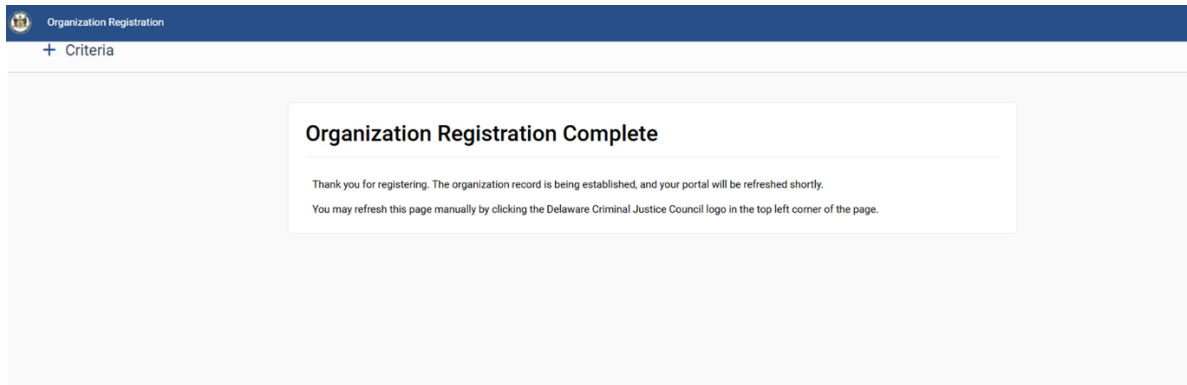 Organization Registration
+ Criteria
Organization Registration Complete
Thank you for registering. The organization record is being established, and your portal will be refreshed shortly.
You may refresh this page manually by clicking the Delaware Criminal Justice Council logo in the top left corner of the page.